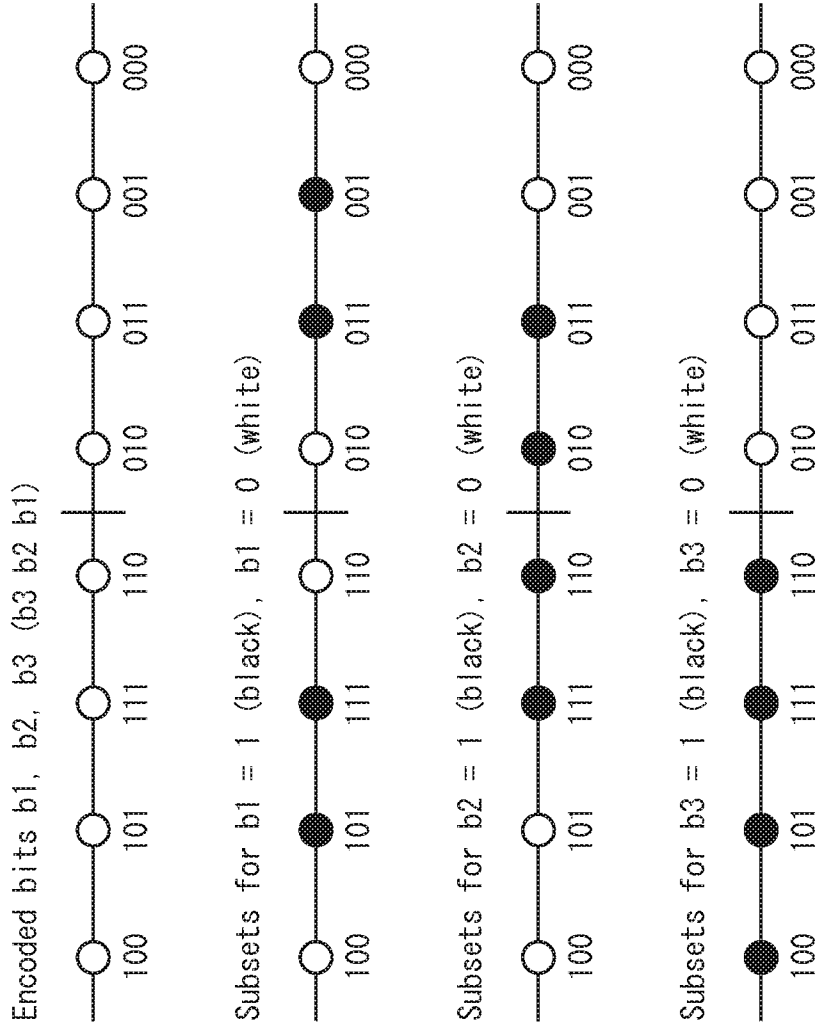 Encoded bits b1, b2, b3 (b3 b2 b1)
100 101 111 110 010 011 001 000
Subsets for b1 = 1 (black), b1 = 0 (white)
100 101 111 110 010 011 001 000
Subsets for b2 = 1 (black), b2 = 0 (white)
100 101 111 110 010 011 001 000
Subsets for b3 = 1 (black), b3 = 0 (white)
100 101 111 110 010 011 001 000